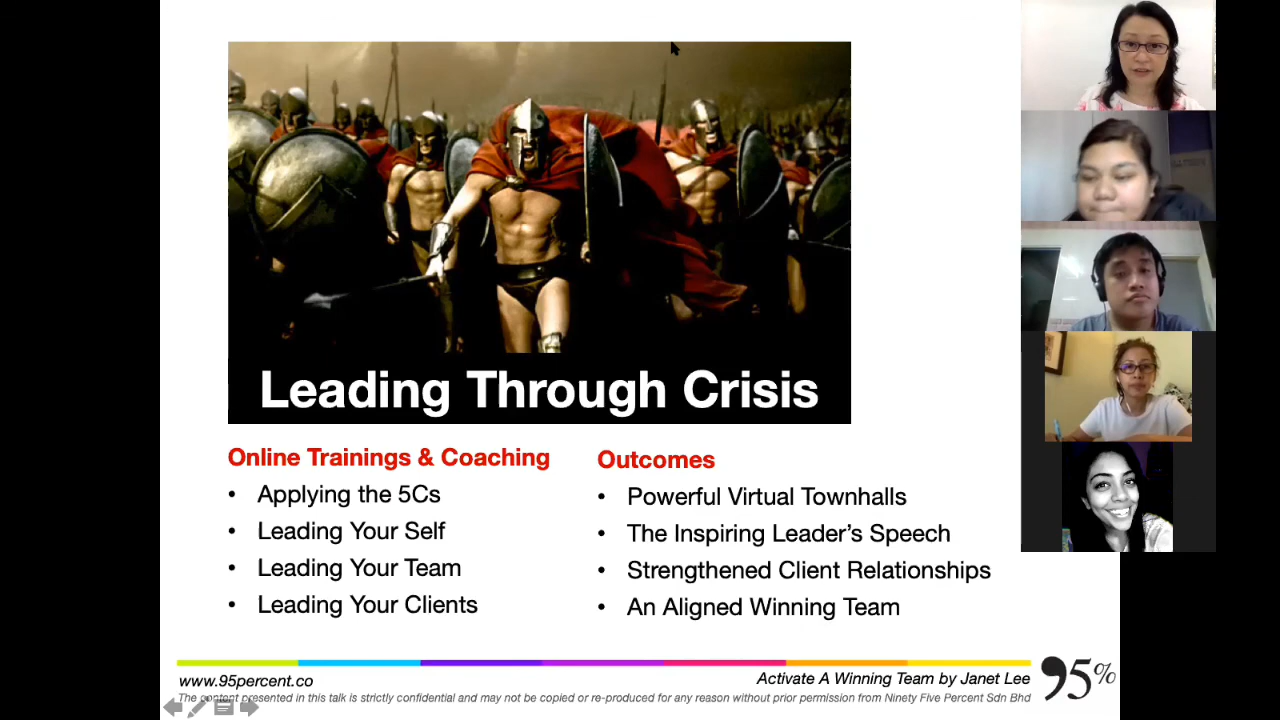 Leading Through Crisis
Online Trainings & Coaching
• Applying the 5Cs
• Leading Your Self
• Leading Your Team
• Leading Your Clients
Outcomes
• Powerful Virtual Townhalls
• The Inspiring Leader's Speech
• Strengthened Client Relationships
• An Aligned Winning Team
www.95percent.co
Activate A Winning Team by Janet Lee
95%
The content presented in this talk is strictly confidential and may not be copied or re-produced for any reason without prior permission from Ninety Five Percent Sdn Bhd